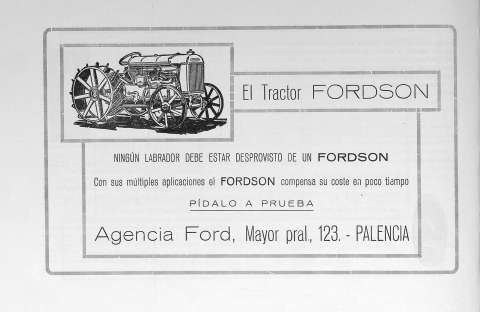 El Tractor FORDSON
NINGÚN LABRADOR DEBE ESTAR DESPROVISTO DE UN FORDSON
Con sus múltiples aplicaciones el FORDSON compensa su coste en poco tiempo
PÍDALO A PRUEBA
Agencia Ford, Mayor pral., 123. - PALENCIA